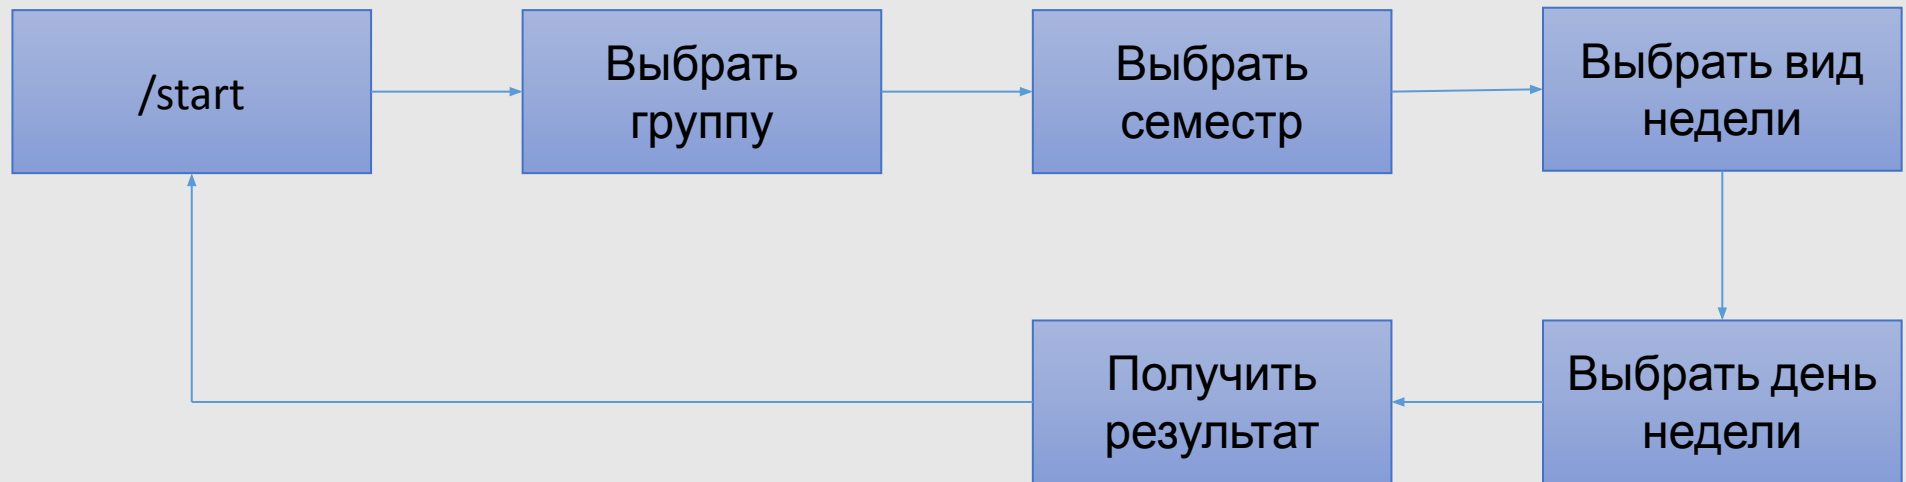 /start
Выбрать
группу
Выбрать
семестр
Выбрать вид
недели
Получить
результат
Выбрать день
недели